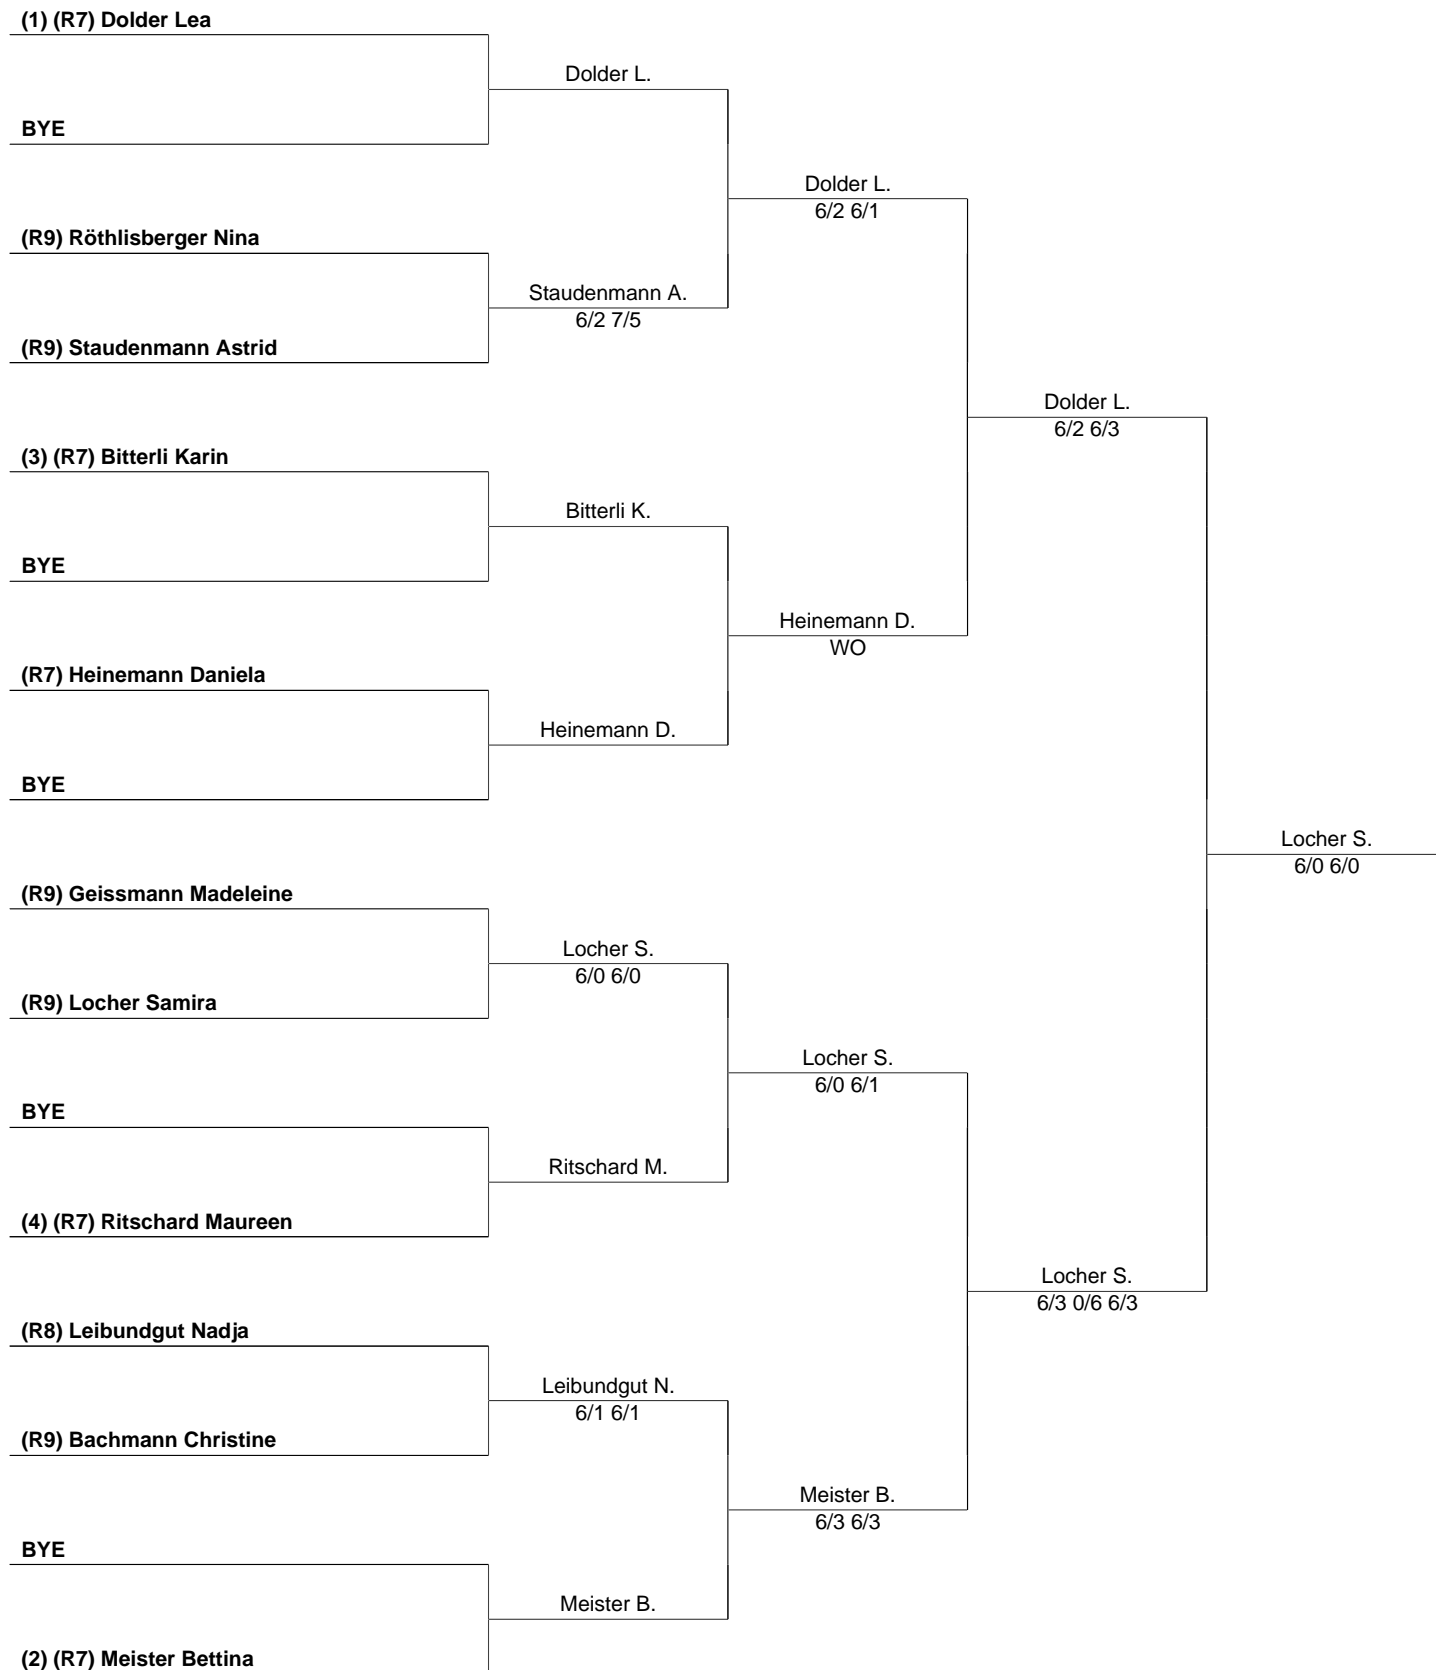 (1) (R7) Dolder Lea
Dolder L.
BYE
Dolder L.
6/2 6/1
(R9) Röthlisberger Nina
Staudenmann A.
6/2 7/5
(R9) Staudenmann Astrid
Dolder L.
6/2 6/3
(3) (R7) Bitterli Karin
Bitterli K.
BYE
Heinemann D.
WO
(R7) Heinemann Daniela
Heinemann D.
BYE
Locher S.
6/0 6/0
(R9) Geissmann Madeleine
Locher S.
6/0 6/0
(R9) Locher Samira
Locher S.
6/0 6/1
BYE
Ritschard M.
(4) (R7) Ritschard Maureen
Locher S.
6/3 0/6 6/3
(R8) Leibundgut Nadja
Leibundgut N.
6/1 6/1
(R9) Bachmann Christine
Meister B.
6/3 6/3
BYE
Meister B.
(2) (R7) Meister Bettina